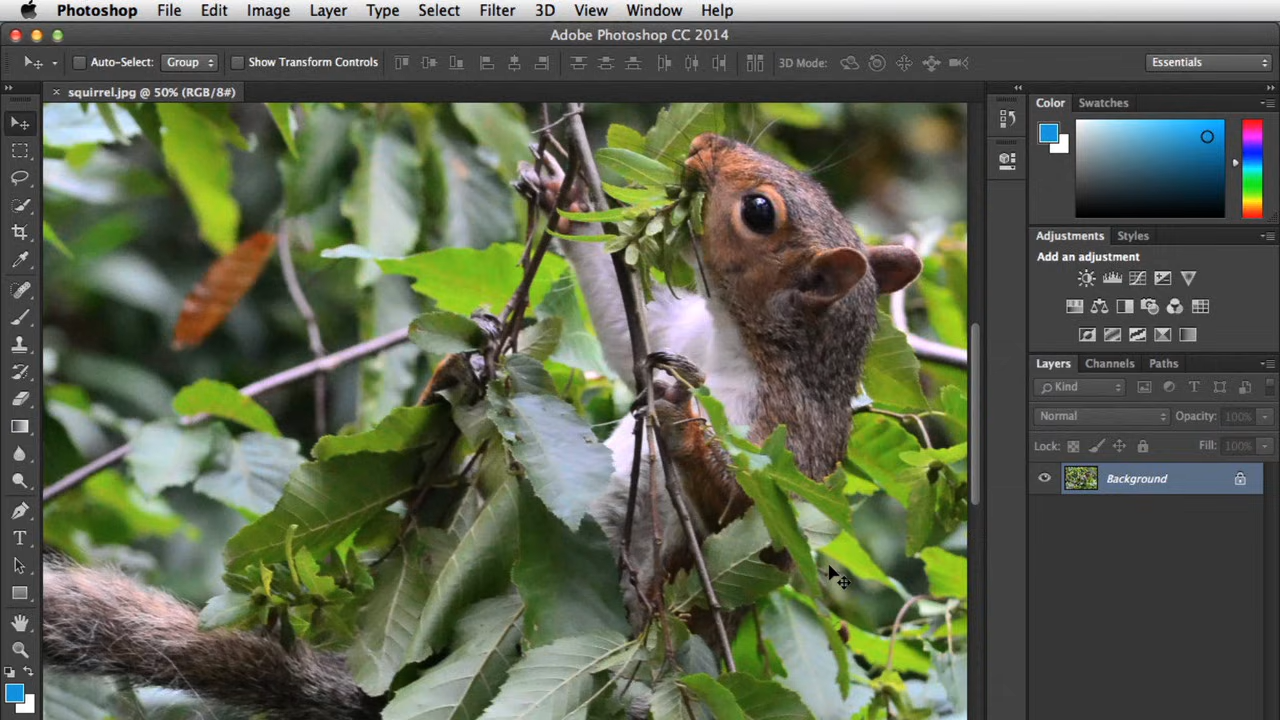 Photoshop File Edit Image Layer Type Select Filter 3D View Window Help
Adobe Photoshop CC 2014
Auto-Select: Group Show Transform Controls 3D Mode: Essentials
× squirrel.jpg @ 50% (RGB/8#)
Color Swatches
Adjustments Styles
Add an adjustment
Layers Channels Paths
Kind
Normal Opacity: 100%
Lock: Fill: 100%
Background